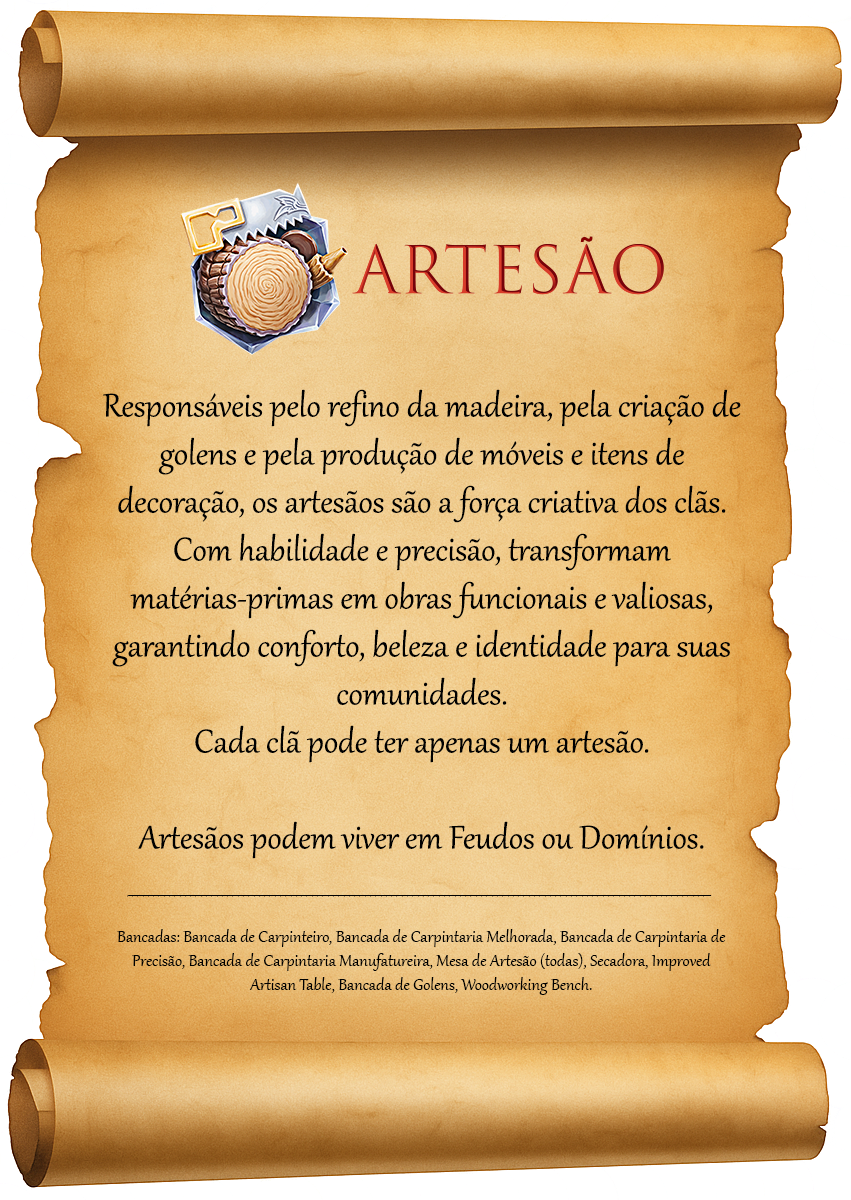 ARTESÃO
Responsáveis pelo refino da madeira, pela criação de
golens e pela produção de móveis e itens de
decoração, os artesãos são a força criativa dos clãs.
Com habilidade e precisão, transformam
matérias-primas em obras funcionais e valiosas,
garantindo conforto, beleza e identidade para suas
comunidades.
Cada clã pode ter apenas um artesão.
Artesãos podem viver em Feudos ou Domínios.
Bancadas: Bancada de Carpinteiro, Bancada de Carpintaria Melhorada, Bancada de Carpintaria de
Precisão, Bancada de Carpintaria Manufatureira, Mesa de Artesão (todas), Secadora, Improved
Artisan Table, Bancada de Golens, Woodworking Bench.